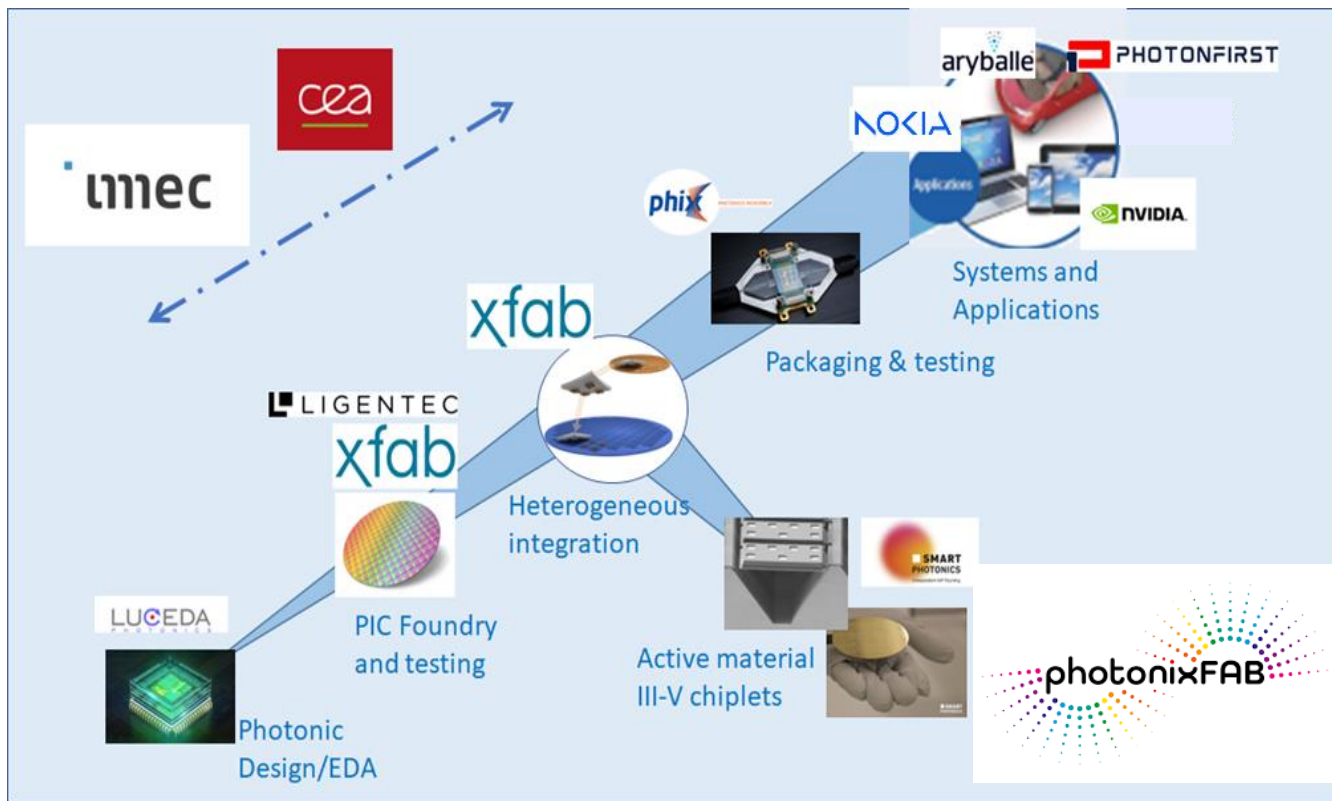 cea
imec
aryballe
PHOTONFIRST
NOKIA
Applications
NVIDIA
phix
Systems and
Applications
xfab
Packaging & testing
LIGENTEC
xfab
Heterogeneous
integration
SMART
PHOTONICS
LUCEDA
PHOTONICS
PIC Foundry
and testing
Active material
III-V chiplets
photonixFAB
Photonic
Design/EDA